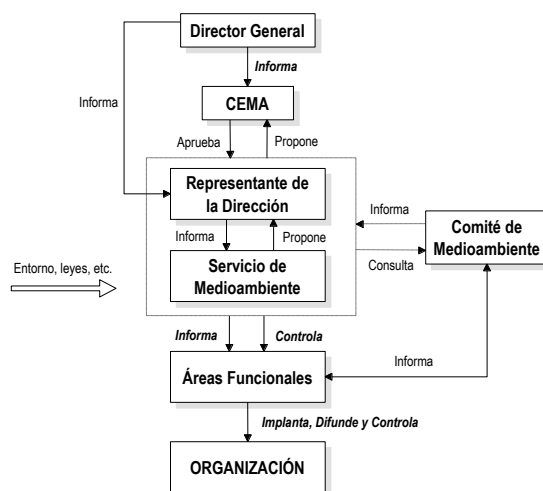 Director General
Informa
Informa
CEMA
Aprueba
Propone
Representante de
la Dirección
Informa
Informa
Propone
Comité de
Medioambiente
Servicio de
Medioambiente
Consulta
Entorno, leyes, etc.
Informa
Controla
Áreas Funcionales
Informa
Implanta, Difunde y Controla
ORGANIZACIÓN